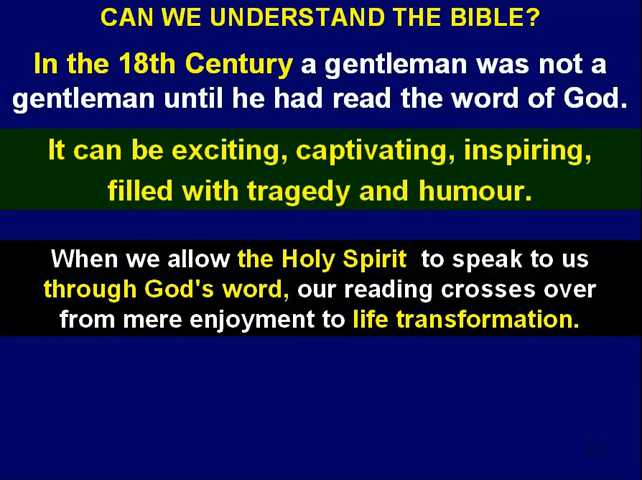 CAN WE UNDERSTAND THE BIBLE?
In the 18th Century a gentleman was not a
gentleman until he had read the word of God.
It can be exciting, captivating, inspiring,
filled with tragedy and humour.
When we allow the Holy Spirit to speak to us
through God's word, our reading crosses over
from mere enjoyment to life transformation.